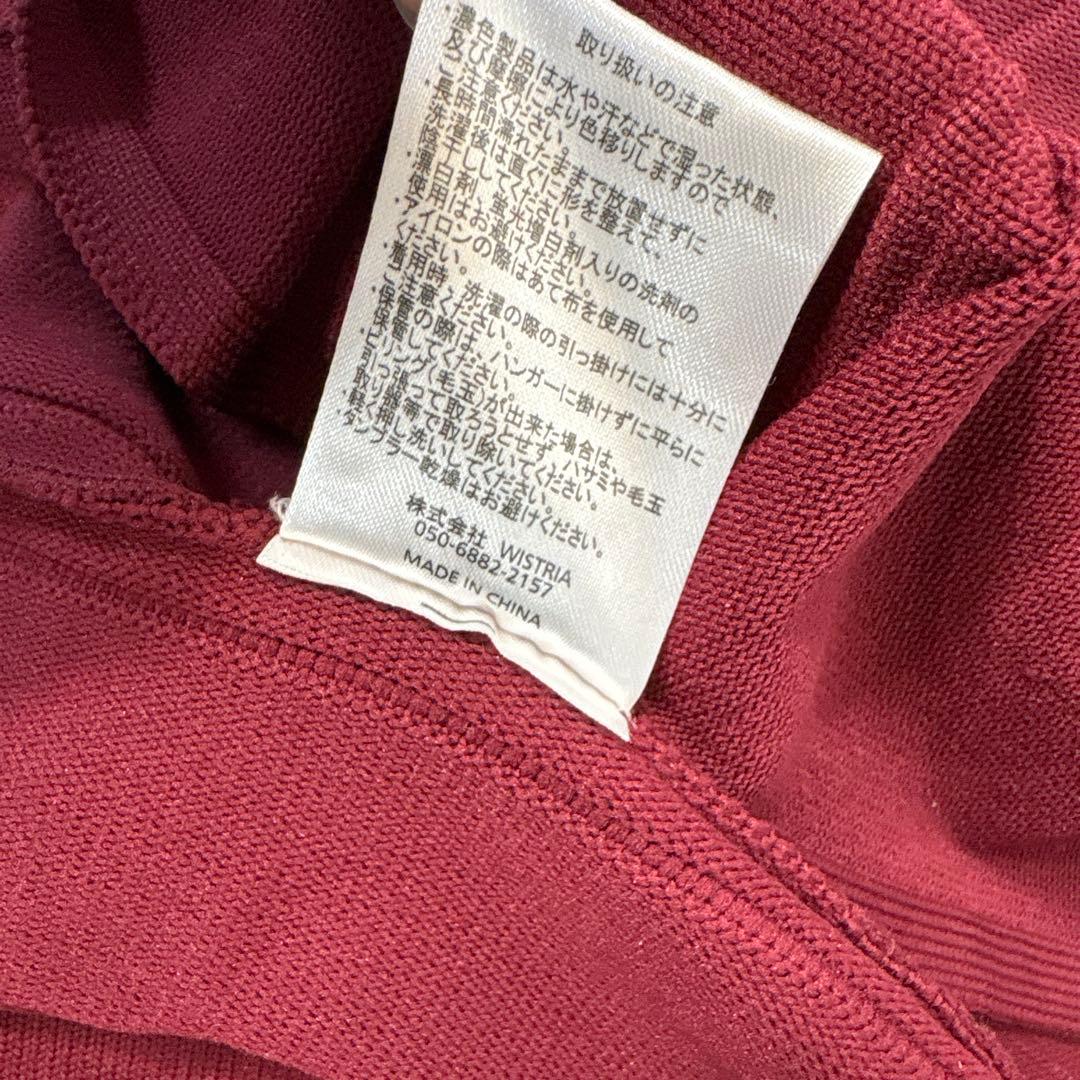 取り扱いの注意
・濃色製品は水や汗などで湿った状態、
及び摩擦により色移りしますので
ご注意ください。
・長時間濡れたままで放置せずに
洗濯後は直ぐに形を整えて、
陰干ししてください。
・漂白剤、蛍光増白剤入りの洗剤の
使用はお避けください。
・アイロンの際はあて布を使用して
ください。
・着用時、洗濯の際の引っ掛けには十分に
ご注意ください。
・保管の際は、ハンガーに掛けずに平らに
保管してください。
・ピリング(毛玉)が出来た場合は、
引っ張って取ろうとせず ハサミや毛玉
取り器等で取り除いてください。
軽く押し洗いしてください。
タンブラー乾燥はお避けください。
株式会社 WISTRIA
050-6882-2157
MADE IN CHINA